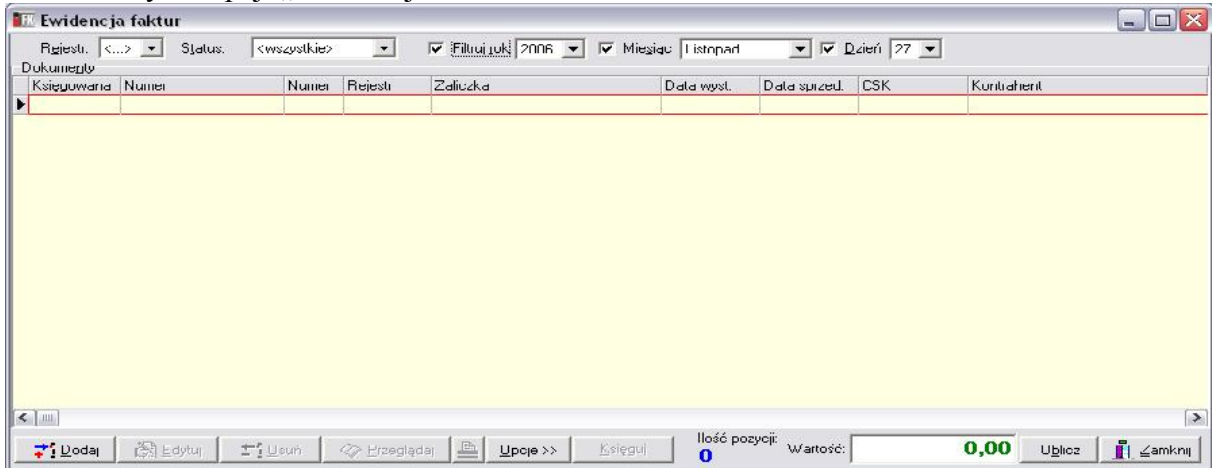 Ewidencja faktur
Rejestr: <...> Status: <wszystkie> Filtruj rok 2006 Miesiąc Listopad Dzień 27
Dokumenty
Księgowana Numer Numer Rejestr Zaliczka Data wyst. Data sprzed. CSK Kontrahent
Dodaj Edytuj Usuń Przeglądaj Opcje >> Księguj Ilość pozycji: 0 Wartość: 0,00 Oblicz Zamknij